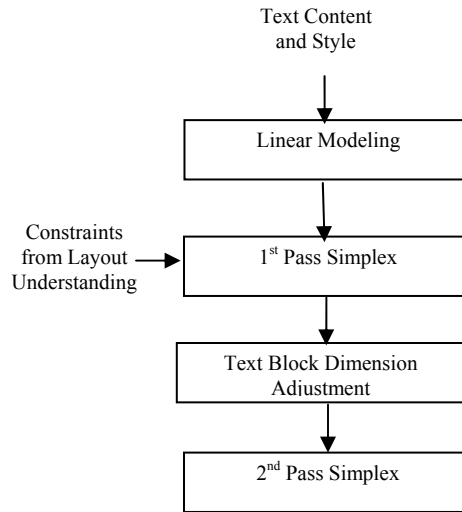 Text Content
and Style
Linear Modeling
Constraints
from Layout
Understanding
1st Pass Simplex
Text Block Dimension
Adjustment
2nd Pass Simplex